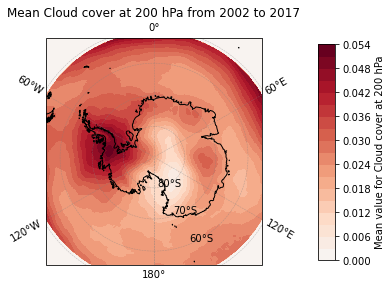 Mean Cloud cover at 200 hPa from 2002 to 2017
0°
60°W
60°E
80°S
70°S
60°S
120°W
120°E
180°
0.054
0.048
0.042
0.036
0.030
0.024
0.018
0.012
0.006
0.000
Mean value for Cloud cover at 200 hPa